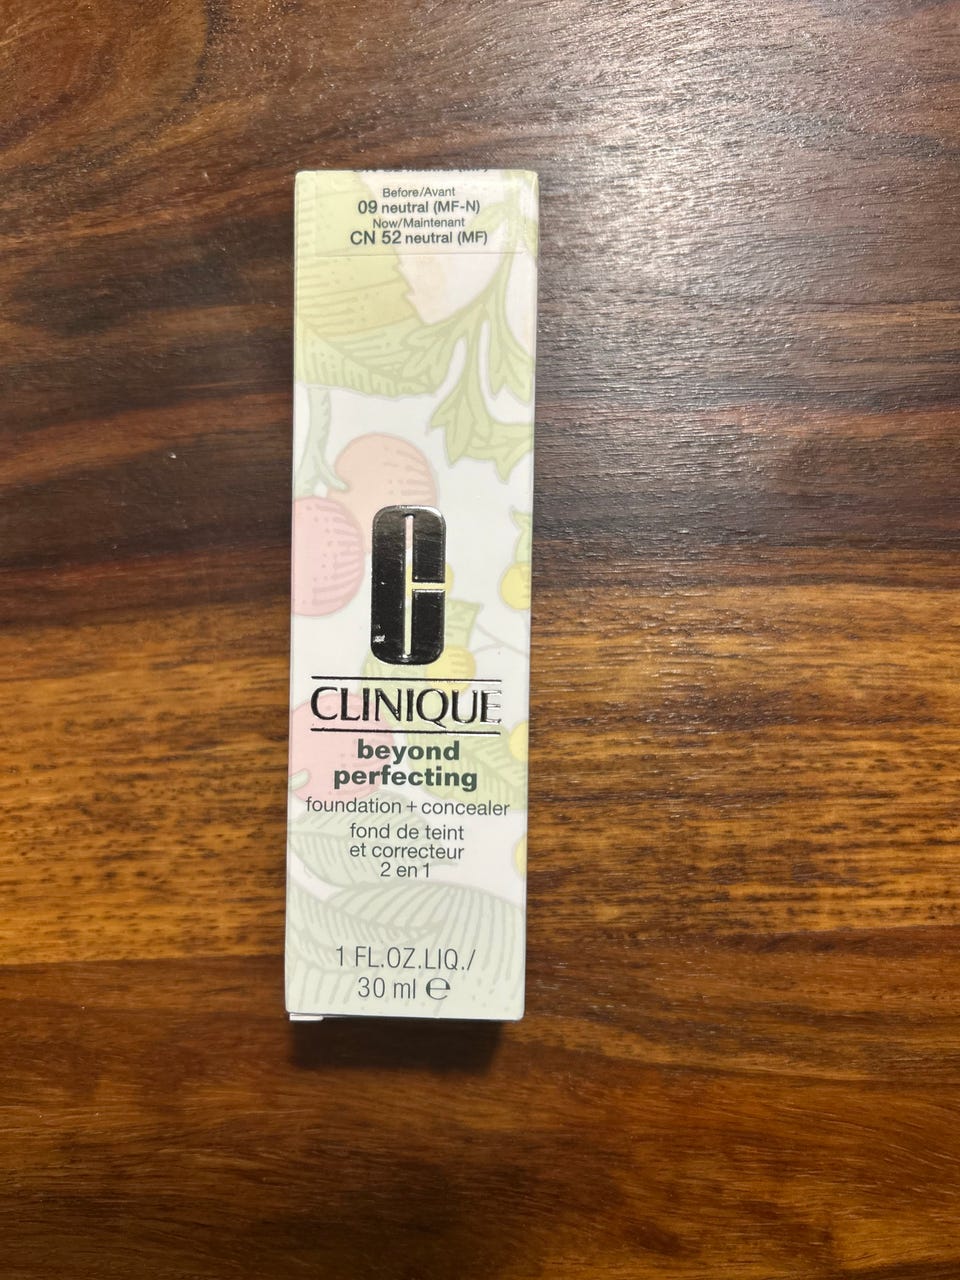 Before/Avant
09 neutral (MF-N)
Now/Maintenant
CN 52 neutral (MF)
CLINIQUE
beyond
perfecting
foundation + concealer
fond de teint
et correcteur
2 en 1
1 FL.OZ.LIQ./
30 ml ℮